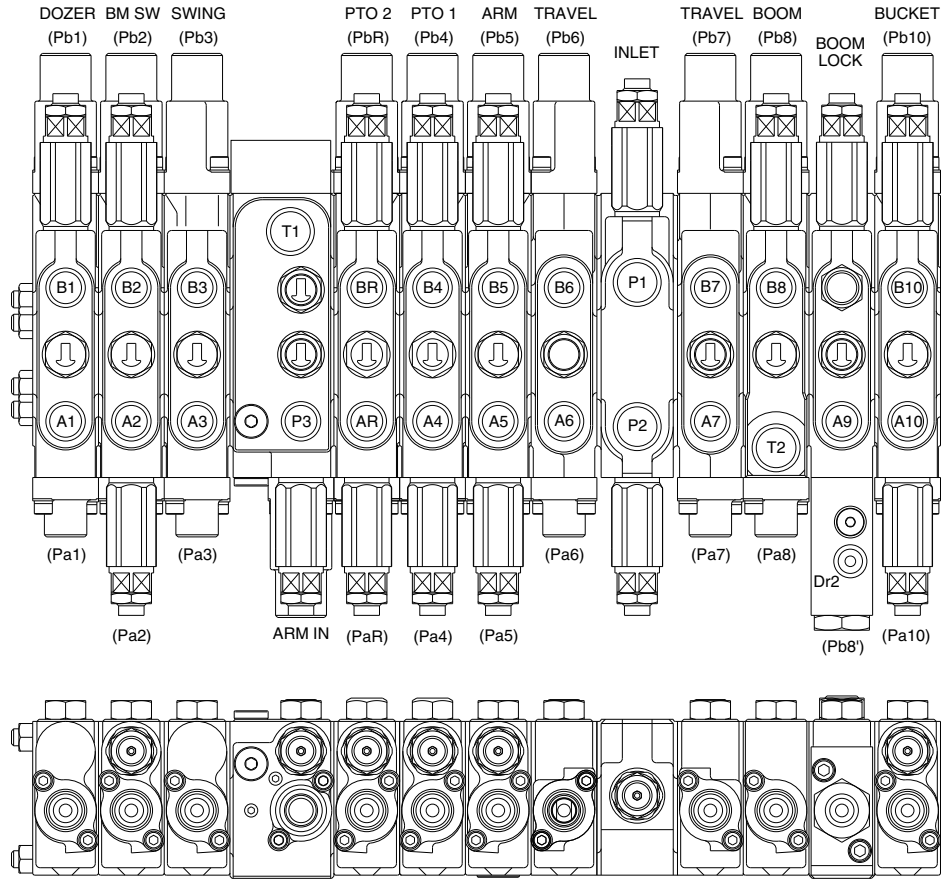 DOZER BM SW SWING PTO 2 PTO 1 ARM TRAVEL TRAVEL BOOM BUCKET
(Pb1) (Pb2) (Pb3) (PbR) (Pb4) (Pb5) (Pb6) (Pb7) (Pb8) (Pb10)
INLET
BOOM
LOCK
T1
B1 B2 B3 BR B4 B5 B6 P1 B7 B8 B10
A1 A2 A3 P3 AR A4 A5 A6 P2 A7 A9 A10
T2
(Pa1) (Pa3) (Pa6) (Pa7) (Pa8)
Dr2
(Pa2) ARM IN (PaR) (Pa4) (Pa5) (Pb8') (Pa10)